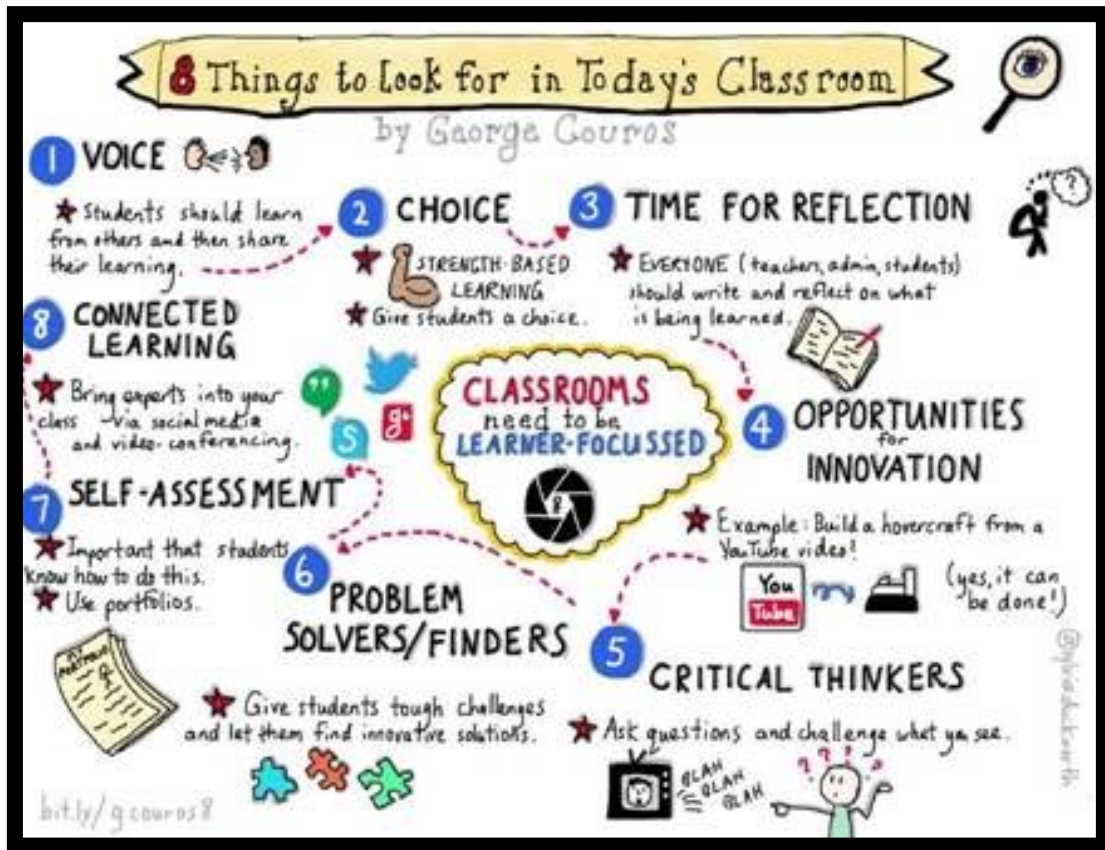 8 Things to Look for in Today's Classroom
by George Couros
1 VOICE
Students should learn
from others and then share
their learning.
2 CHOICE
STRENGTH-BASED
LEARNING
Give students a choice.
3 TIME FOR REFLECTION
EVERYONE (teachers, admin, students)
should write and reflect on what
is being learned.
?
CLASSROOMS
need to be
LEARNER-FOCUSSED
8
4 OPPORTUNITIES
for
INNOVATION
Example: Build a hovercraft from a
YouTube video!
You
Tube
(yes, it can
be done!)
5
CRITICAL THINKERS
Ask questions and challenge what you see.
BLAH
BLAH
BLAH
? ? ? ?
6
PROBLEM
SOLVERS/FINDERS
Give students tough challenges
and let them find innovative solutions.
7 SELF-ASSESSMENT
Important that students
know how to do this.
Use portfolios.
MY
PORTFOLIO
8 CONNECTED
LEARNING
Bring experts into your
class via social media
and video-conferencing.
S
g+
@sylviaduckworth
bit.ly/gcouros8